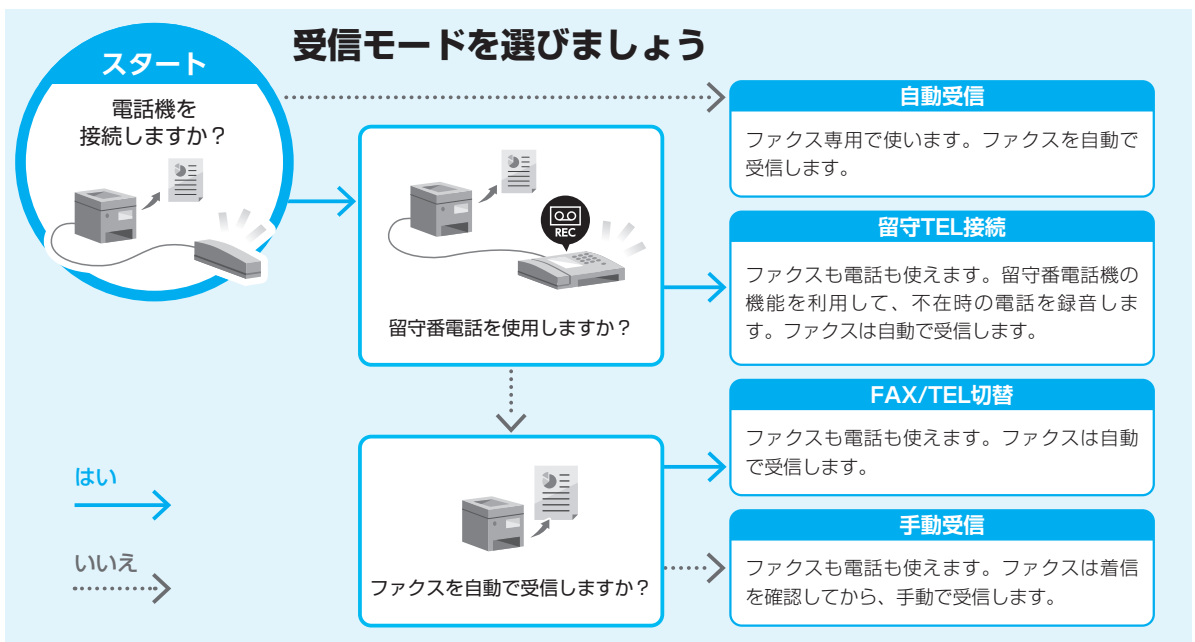 受信モードを選びましょう
スタート
電話機を
接続しますか？
自動受信
ファクス専用で使います。ファクスを自動で
受信します。
REC
留守番電話を使用しますか？
留守TEL接続
ファクスも電話も使えます。留守番電話機の
機能を利用して、不在時の電話を録音しま
す。ファクスは自動で受信します。
FAX/TEL切替
ファクスも電話も使えます。ファクスは自動
で受信します。
ファクスを自動で受信しますか？
手動受信
ファクスも電話も使えます。ファクスは着信
を確認してから、手動で受信します。
はい
いいえ